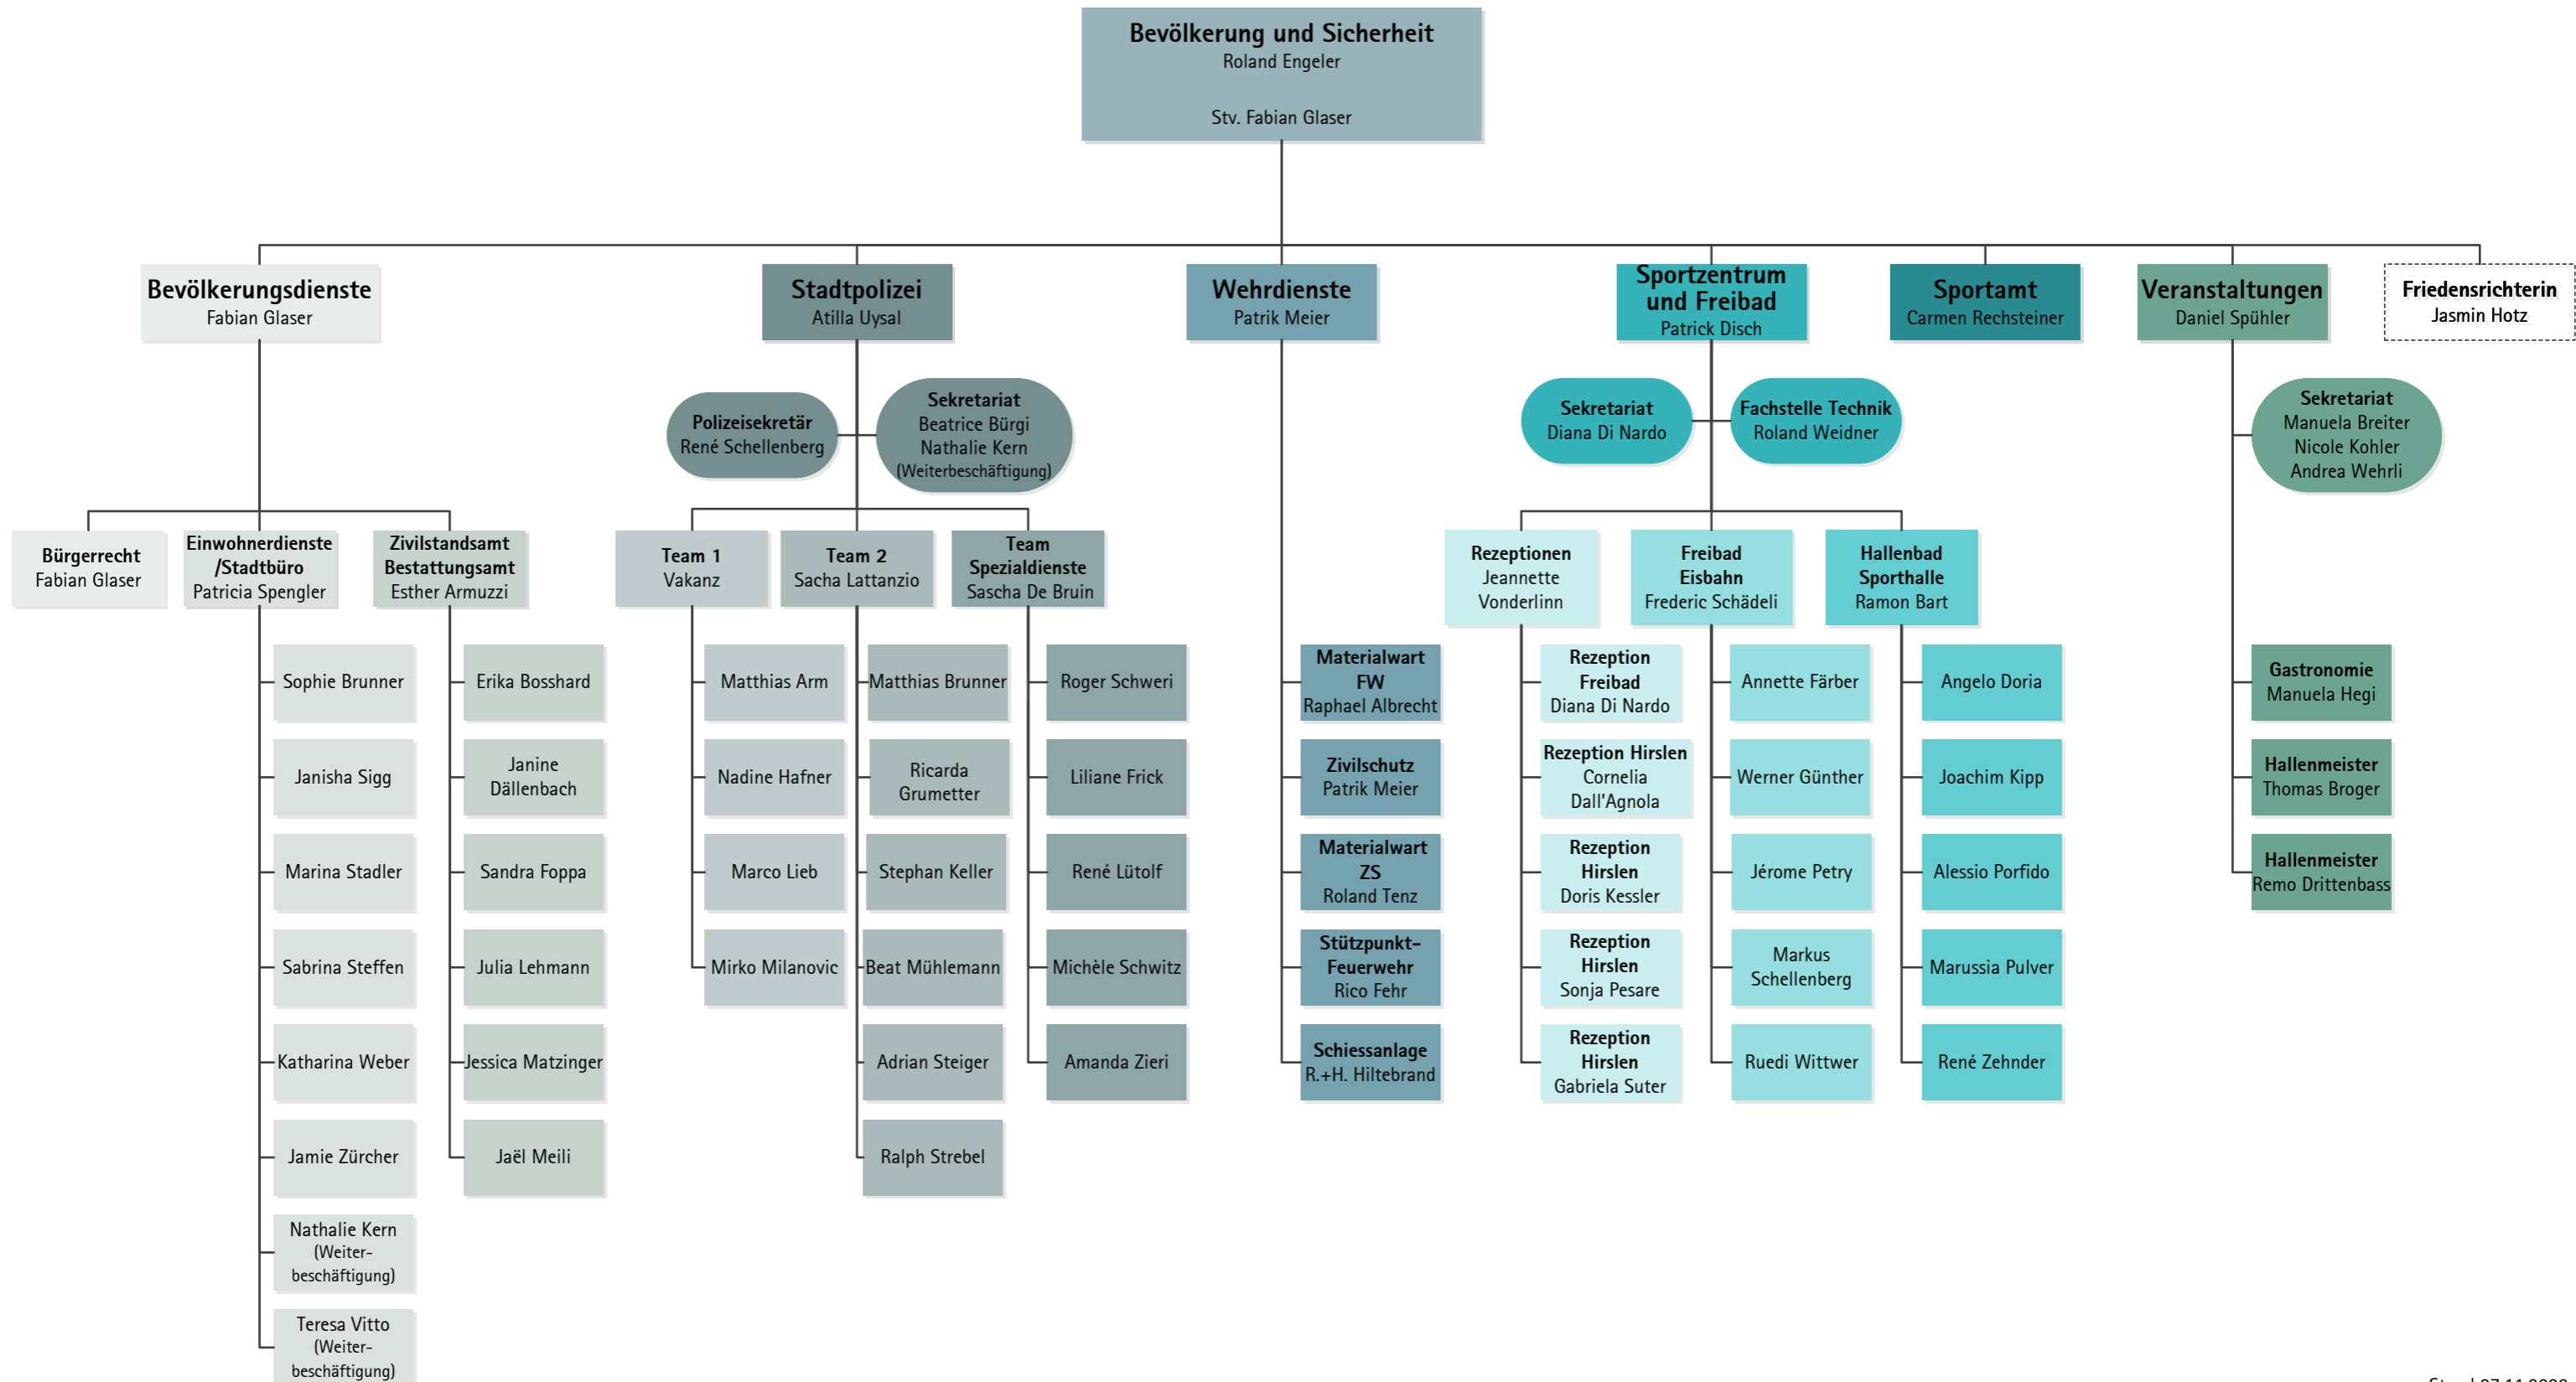 Bevölkerung und Sicherheit
Roland Engeler
Stv. Fabian Glaser
Bevölkerungsdienste
Fabian Glaser
Stadtpolizei
Atilla Uysal
Wehrdienste
Patrik Meier
Sportzentrum
und Freibad
Patrick Disch
Sportamt
Carmen Rechsteiner
Veranstaltungen
Daniel Spühler
Friedensrichterin
Jasmin Hotz
Polizeisekretär
René Schellenberg
Sekretariat
Beatrice Bürgi
Nathalie Kern
(Weiterbeschäftigung)
Sekretariat
Diana Di Nardo
Fachstelle Technik
Roland Weidner
Sekretariat
Manuela Breiter
Nicole Kohler
Andrea Wehrli
Bürgerrecht
Fabian Glaser
Einwohnerdienste
/Stadtbüro
Patricia Spengler
Zivilstandsamt
Bestattungsamt
Esther Armuzzi
Team 1
Vakanz
Team 2
Sacha Lattanzio
Team
Spezialdienste
Sascha De Bruin
Rezeptionen
Jeannette
Vonderlinn
Freibad
Eisbahn
Frederic Schädeli
Hallenbad
Sporthalle
Ramon Bart
Sophie Brunner
Janisha Sigg
Marina Stadler
Sabrina Steffen
Katharina Weber
Jamie Zürcher
Nathalie Kern
(Weiter-
beschäftigung)
Teresa Vitto
(Weiter-
beschäftigung)
Erika Bosshard
Janine
Dällenbach
Sandra Foppa
Julia Lehmann
Jessica Matzinger
Jaël Meili
Matthias Arm
Nadine Hafner
Marco Lieb
Mirko Milanovic
Matthias Brunner
Ricarda
Grumetter
Stephan Keller
Beat Mühlemann
Adrian Steiger
Ralph Strebel
Roger Schweri
Liliane Frick
René Lütolf
Michèle Schwitz
Amanda Zieri
Materialwart
FW
Raphael Albrecht
Zivilschutz
Patrik Meier
Materialwart
ZS
Roland Tenz
Stützpunkt-
Feuerwehr
Rico Fehr
Schiessanlage
R.+H. Hiltebrand
Rezeption
Freibad
Diana Di Nardo
Rezeption Hirslen
Cornelia
Dall'Agnola
Rezeption
Hirslen
Doris Kessler
Rezeption
Hirslen
Sonja Pesare
Rezeption
Hirslen
Gabriela Suter
Annette Färber
Werner Günther
Jérome Petry
Markus
Schellenberg
Ruedi Wittwer
Angelo Doria
Joachim Kipp
Alessio Porfido
Marussia Pulver
René Zehnder
Gastronomie
Manuela Hegi
Hallenmeister
Thomas Broger
Hallenmeister
Remo Drittenbass